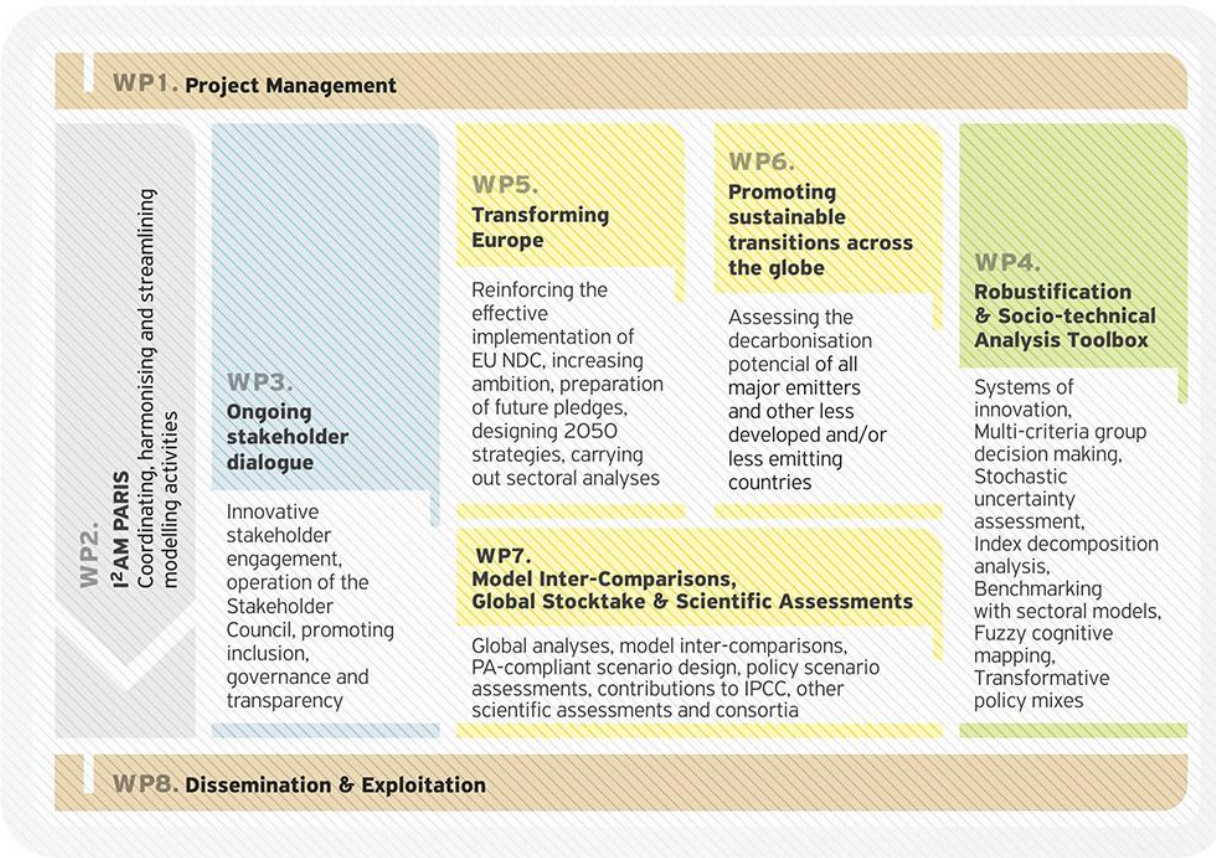 WP1. Project Management
WP2.
I²AM PARIS
Coordinating, harmonising and streamlining
modelling activities
WP3.
Ongoing
stakeholder
dialogue
Innovative
stakeholder
engagement,
operation of the
Stakeholder
Council, promoting
inclusion,
governance and
transparency
WP5.
Transforming
Europe
Reinforcing the
effective
implementation of
EU NDC, increasing
ambition, preparation
of future pledges,
designing 2050
strategies, carrying
out sectoral analyses
WP6.
Promoting
sustainable
transitions across
the globe
Assessing the
decarbonisation
potencial of all
major emitters
and other less
developed and/or
less emitting
countries
WP7.
Model Inter-Comparisons,
Global Stocktake & Scientific Assessments
Global analyses, model inter-comparisons,
PA-compliant scenario design, policy scenario
assessments, contributions to IPCC, other
scientific assessments and consortia
WP4.
Robustification
& Socio-technical
Analysis Toolbox
Systems of
innovation,
Multi-criteria group
decision making,
Stochastic
uncertainty
assessment,
Index decomposition
analysis,
Benchmarking
with sectoral models,
Fuzzy cognitive
mapping,
Transformative
policy mixes
WP8. Dissemination & Exploitation